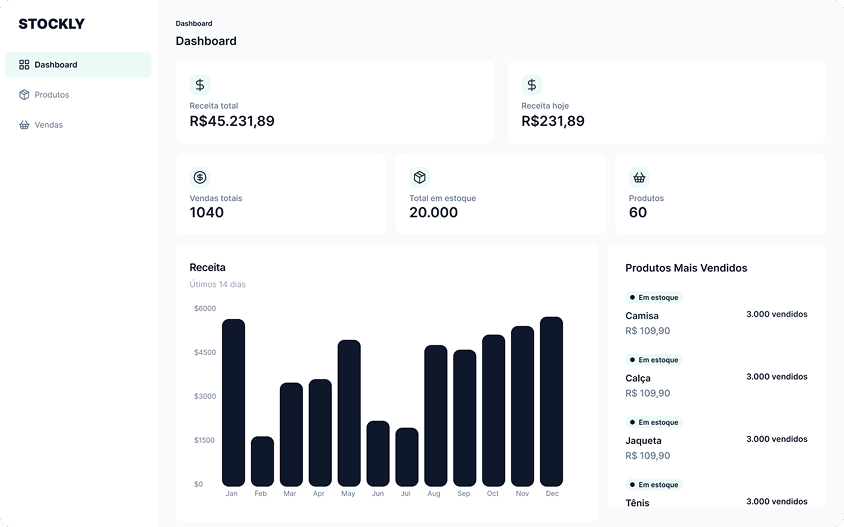 STOCKLY
Dashboard
Produtos
Vendas
Dashboard
Dashboard
Receita total
R$45.231,89
Receita hoje
R$231,89
Vendas totais
1040
Total em estoque
20.000
Produtos
60
Receita
Útimos 14 dias
$6000
$4500
$3000
$1500
$0
Jan Feb Mar Apr May Jun Jul Aug Sep Oct Nov Dec
Produtos Mais Vendidos
Em estoque
Camisa 3.000 vendidos
R$ 109,90
Em estoque
Calça 3.000 vendidos
R$ 109,90
Em estoque
Jaqueta 3.000 vendidos
R$ 109,90
Em estoque
Tênis 3.000 vendidos